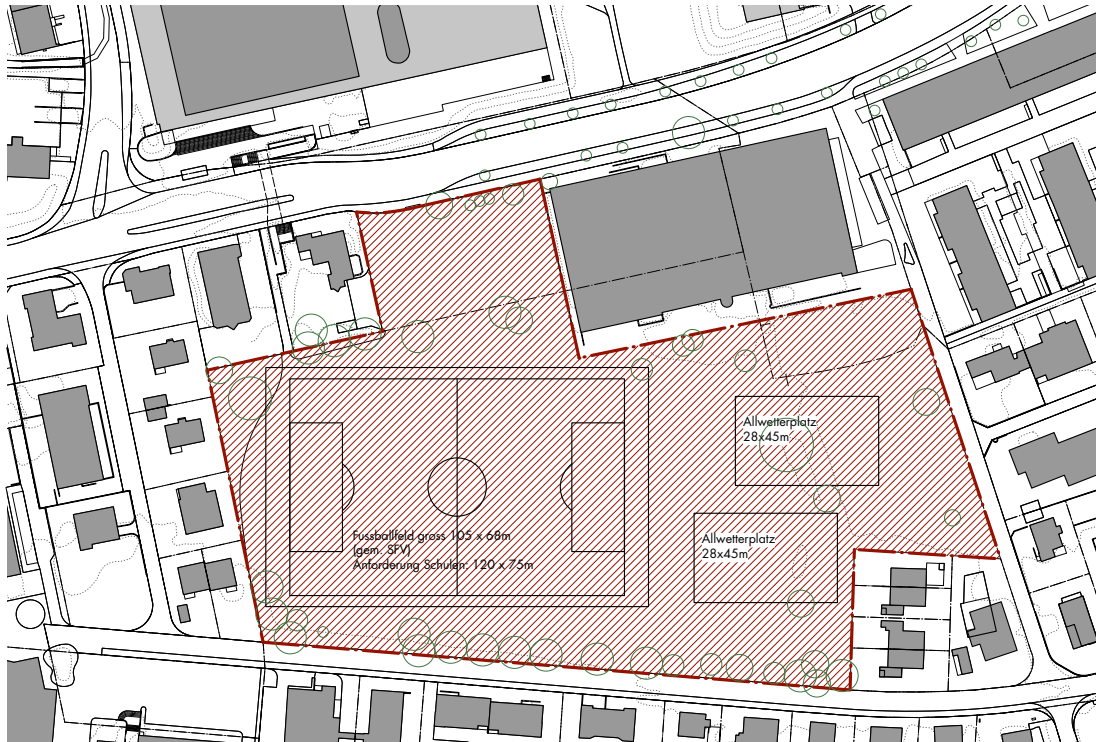 Allwetterplatz
28x45m
Fussballfeld gross 105 x 68m
(gem. SFV)
Anforderung Schulen: 120 x 75m
Allwetterplatz
28x45m